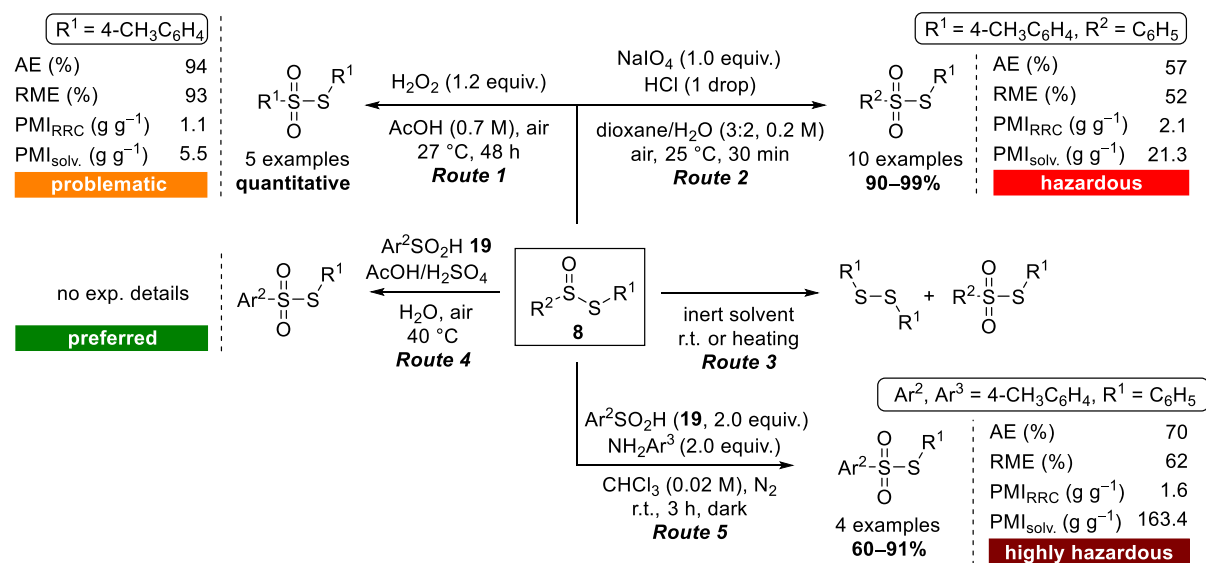 R¹ = 4-CH₃C₆H₄
AE (%) 94
RME (%) 93
PMI_RRC (g g⁻¹) 1.1
PMI_solv. (g g⁻¹) 5.5
problematic
O
R¹ S S R¹
O
5 examples
quantitative
H₂O₂ (1.2 equiv.)
AcOH (0.7 M), air
27 °C, 48 h
Route 1
NaIO₄ (1.0 equiv.)
HCl (1 drop)
dioxane/H₂O (3:2, 0.2 M)
air, 25 °C, 30 min
Route 2
O
R² S S R¹
O
10 examples
90–99%
R¹ = 4-CH₃C₆H₄, R² = C₆H₅
AE (%) 57
RME (%) 52
PMI_RRC (g g⁻¹) 2.1
PMI_solv. (g g⁻¹) 21.3
hazardous
no exp. details
preferred
O
Ar² S S R¹
O
Ar²SO₂H 19
AcOH/H₂SO₄
H₂O, air
40 °C
Route 4
O
R² S S R¹
8
inert solvent
r.t. or heating
Route 3
R¹ S S R¹ +
O
R² S S R¹
O
Ar²SO₂H (19, 2.0 equiv.)
NH₂Ar³ (2.0 equiv.)
CHCl₃ (0.02 M), N₂
r.t., 3 h, dark
Route 5
O
Ar² S S R¹
O
4 examples
60–91%
Ar², Ar³ = 4-CH₃C₆H₄, R¹ = C₆H₅
AE (%) 70
RME (%) 62
PMI_RRC (g g⁻¹) 1.6
PMI_solv. (g g⁻¹) 163.4
highly hazardous